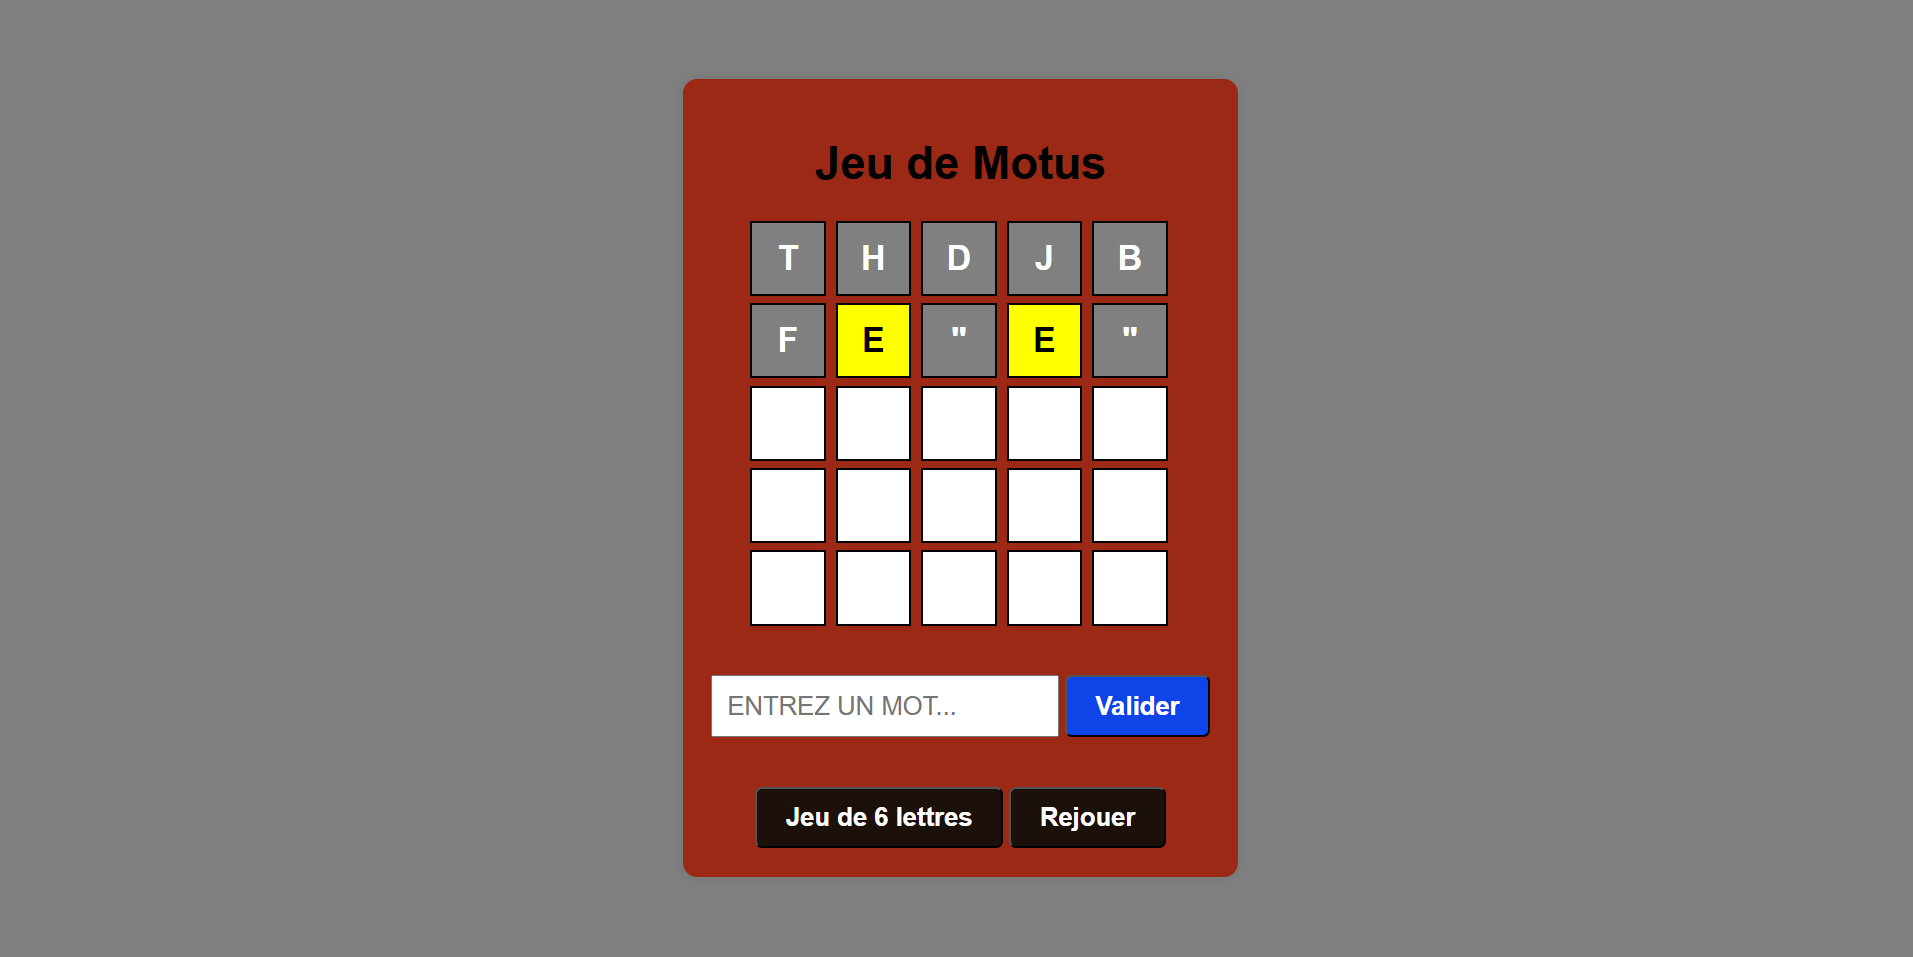 Jeu de Motus
T H D J B
F E " E "
ENTREZ UN MOT... Valider
Jeu de 6 lettres Rejouer